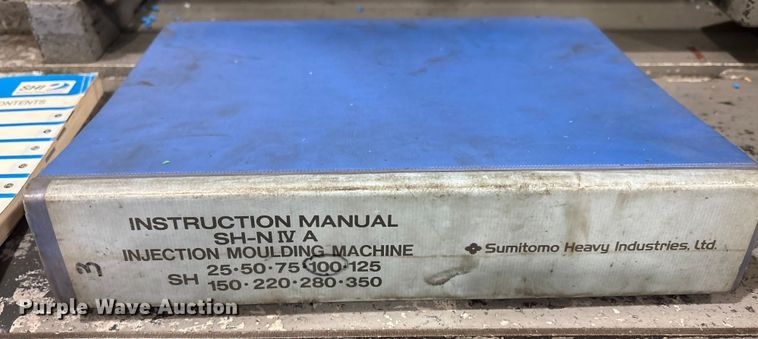 SHI
CONTENTS
INSTRUCTION MANUAL
SH-N Ⅳ A
INJECTION MOULDING MACHINE
SH 25·50·75·100·125
150·220·280·350
Sumitomo Heavy Industries, Ltd.
3
Purple Wave Auction